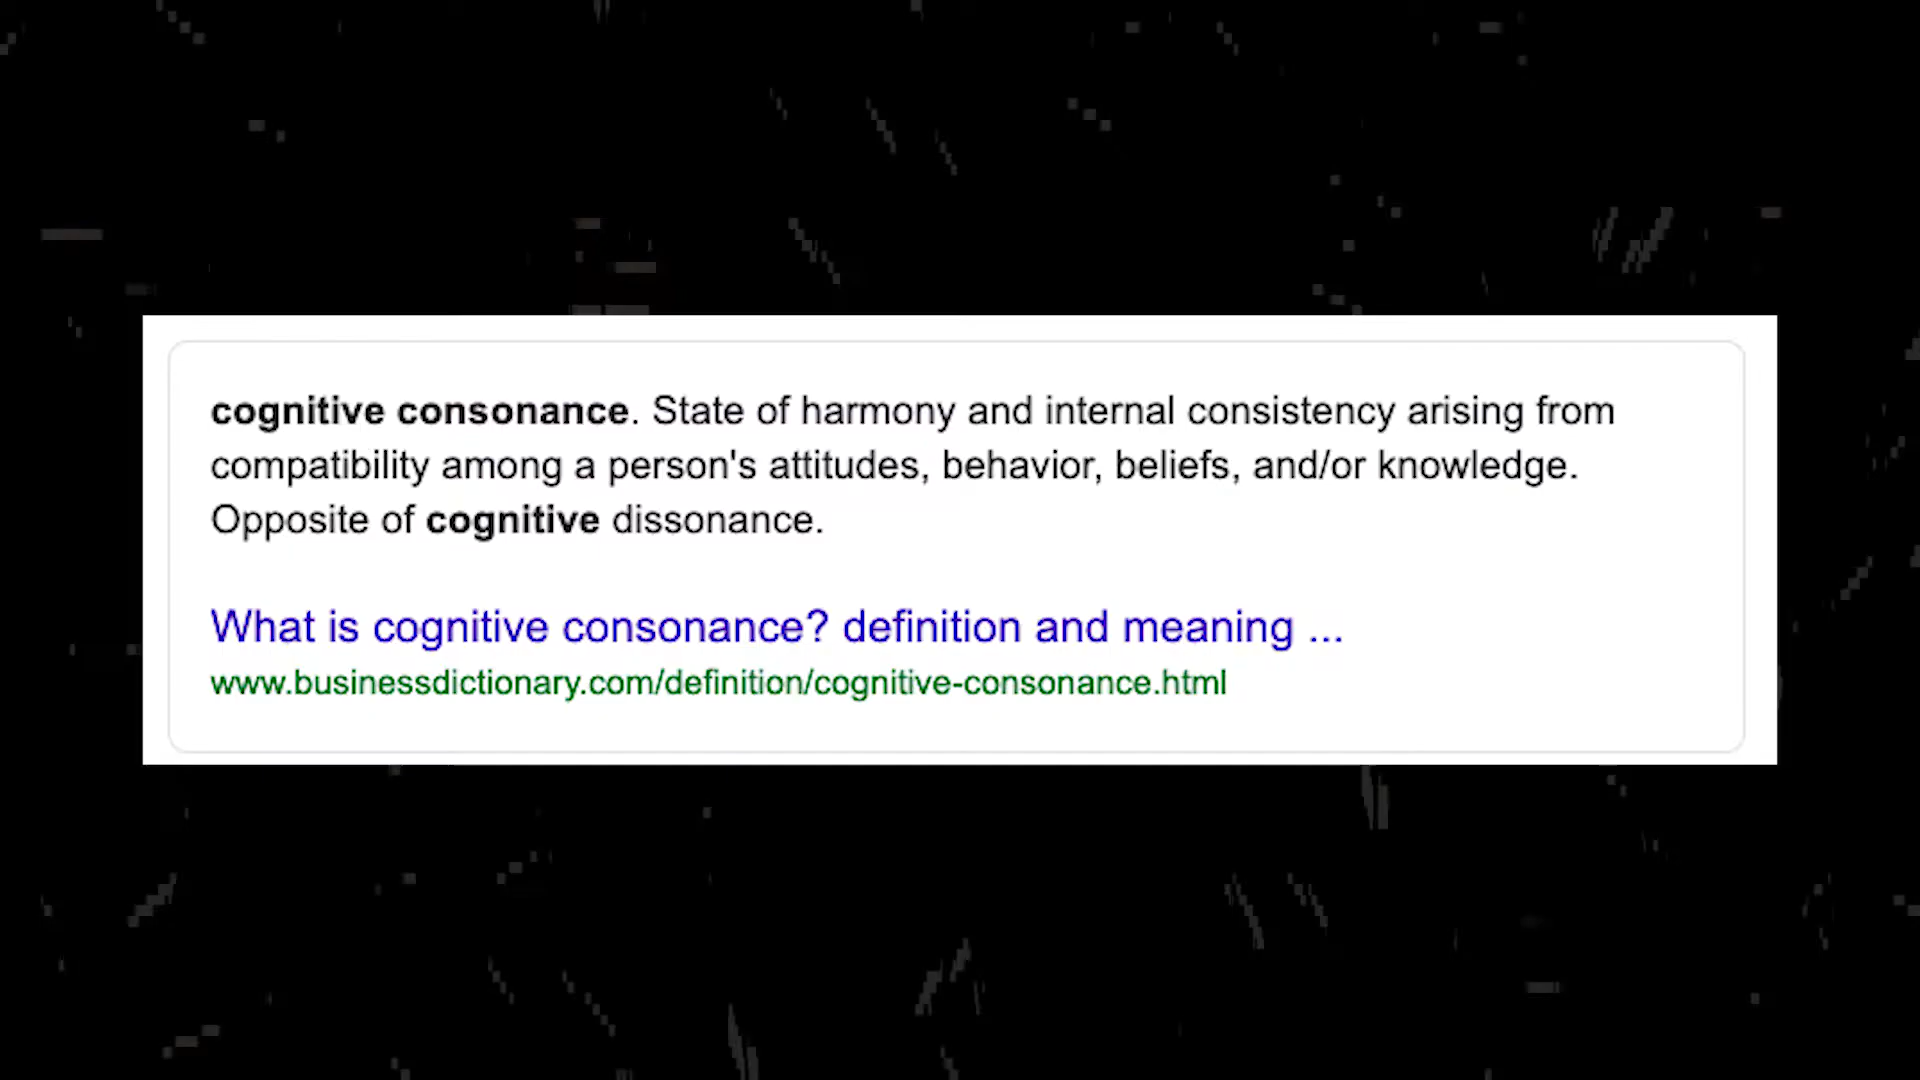 cognitive consonance. State of harmony and internal consistency arising from
compatibility among a person's attitudes, behavior, beliefs, and/or knowledge.
Opposite of cognitive dissonance.
What is cognitive consonance? definition and meaning ...
www.businessdictionary.com/definition/cognitive-consonance.html